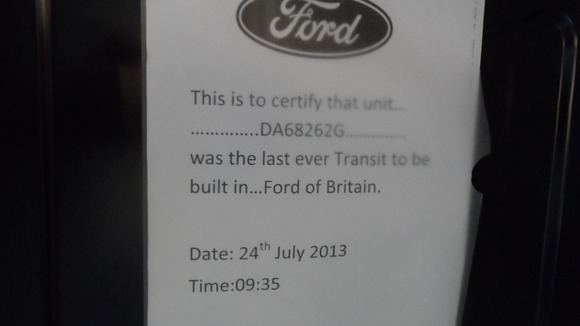 Ford
This is to certify that unit...
..............DA68262G.............
was the last ever Transit to be
built in...Ford of Britain.
Date: 24th July 2013
Time:09:35